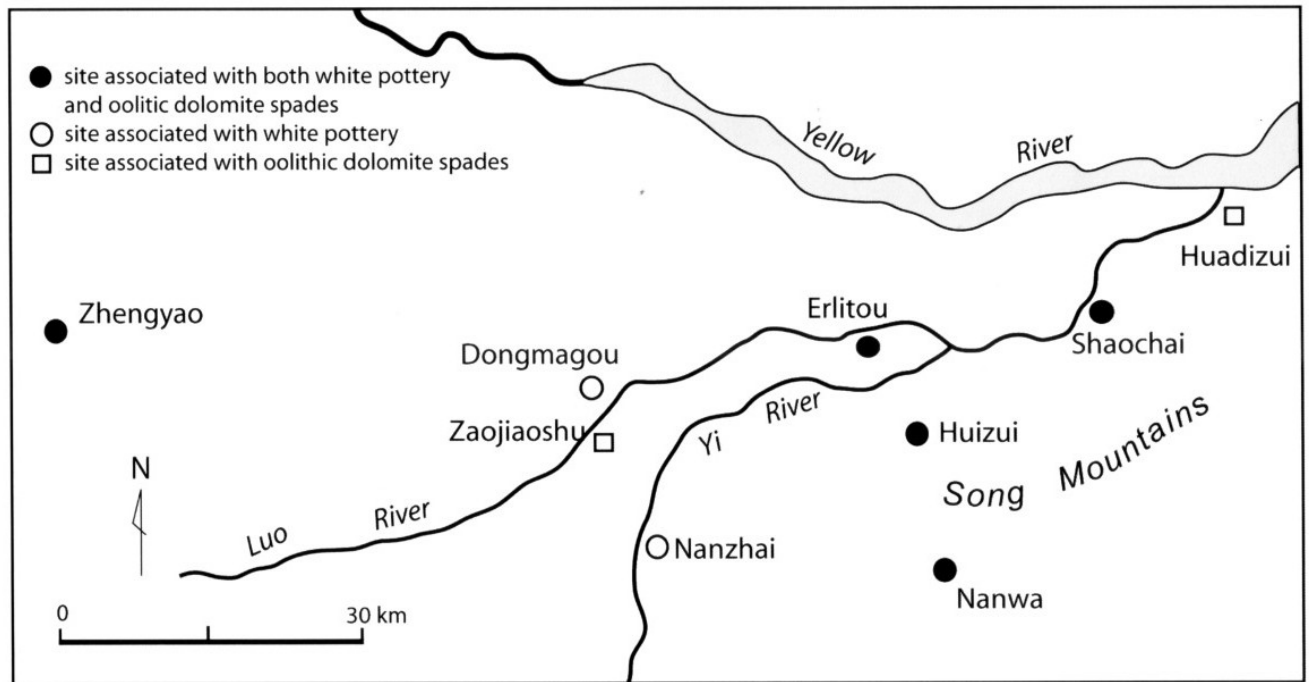 site associated with both white pottery
and oolitic dolomite spades
site associated with white pottery
site associated with oolithic dolomite spades
Yellow
River
Huadizui
Zhengyao
Erlitou
Shaochai
Dongmagou
Zaojiaoshu
Yi
River
Huizui
Song
Mountains
N
Luo
River
Nanzhai
Nanwa
0
30 km